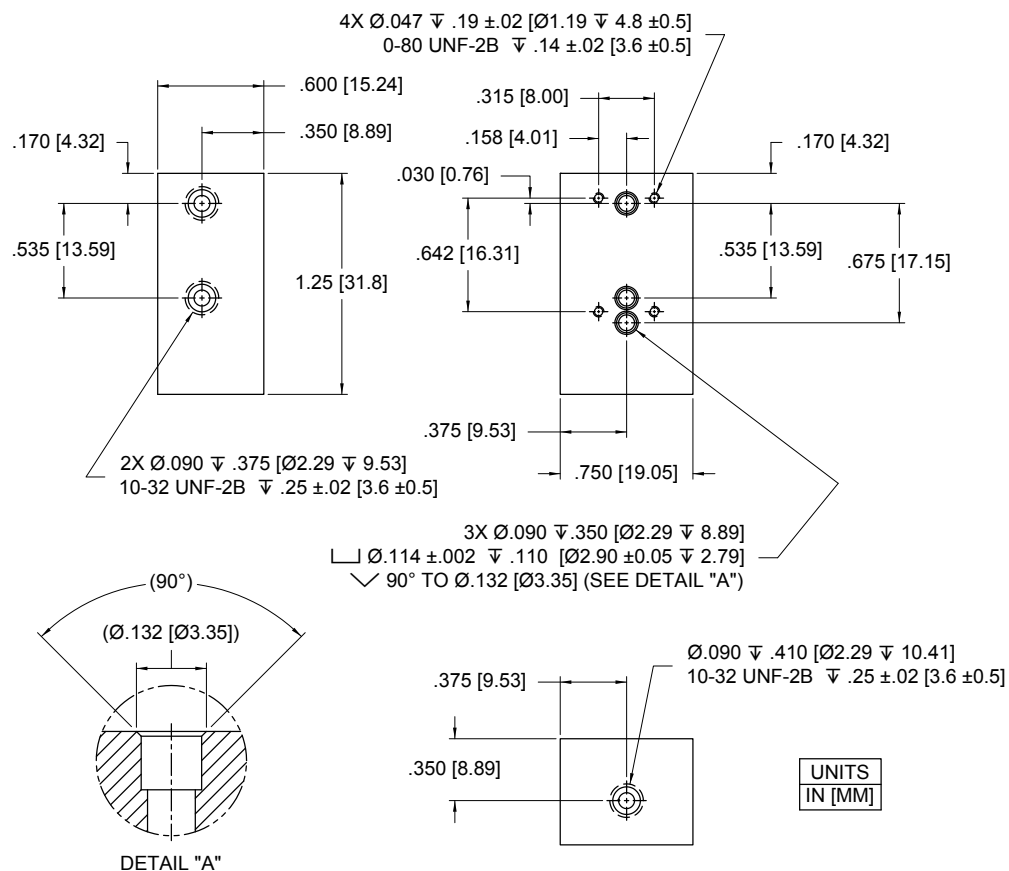 4X Ø.047 ↧ .19 ±.02 [Ø1.19 ↧ 4.8 ±0.5]
0-80 UNF-2B ↧ .14 ±.02 [3.6 ±0.5]
.600 [15.24]
.350 [8.89]
.170 [4.32]
.535 [13.59]
1.25 [31.8]
2X Ø.090 ↧ .375 [Ø2.29 ↧ 9.53]
10-32 UNF-2B ↧ .25 ±.02 [3.6 ±0.5]
.315 [8.00]
.158 [4.01]
.030 [0.76]
.170 [4.32]
.642 [16.31]
.535 [13.59]
.675 [17.15]
.375 [9.53]
.750 [19.05]
3X Ø.090 ↧.350 [Ø2.29 ↧ 8.89]
⌴ Ø.114 ±.002 ↧ .110 [Ø2.90 ±0.05 ↧ 2.79]
⌵ 90° TO Ø.132 [Ø3.35] (SEE DETAIL "A")
(90°)
(Ø.132 [Ø3.35])
DETAIL "A"
Ø.090 ↧ .410 [Ø2.29 ↧ 10.41]
10-32 UNF-2B ↧ .25 ±.02 [3.6 ±0.5]
.375 [9.53]
.350 [8.89]
UNITS
IN [MM]